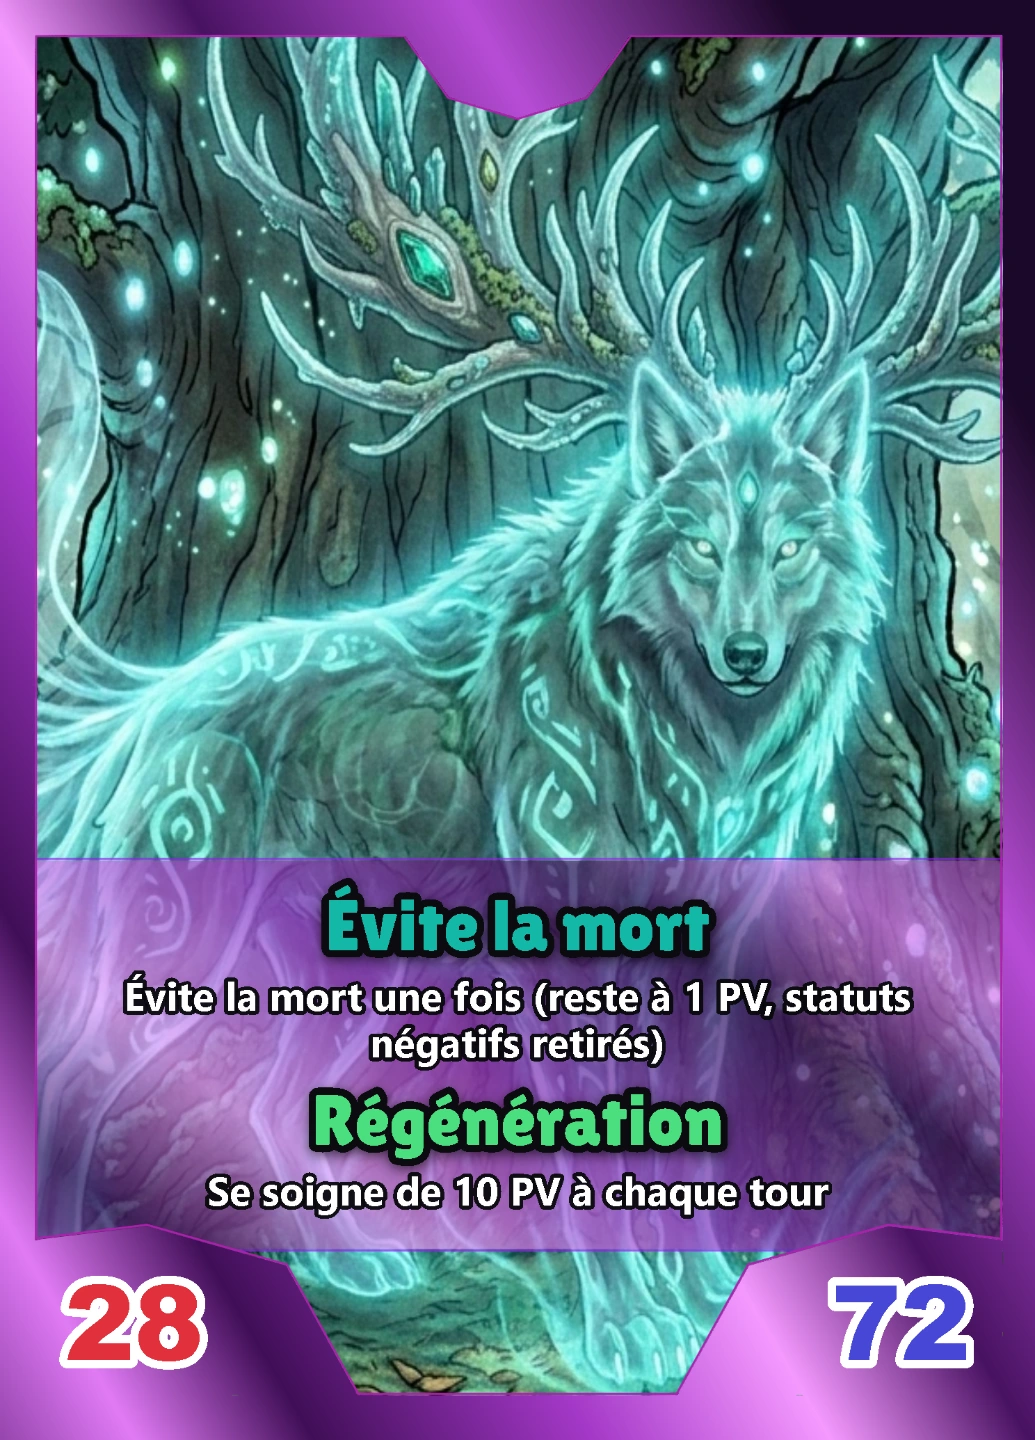 Évite la mort
Évite la mort une fois (reste à 1 PV, statuts
négatifs retirés)
Régénération
Se soigne de 10 PV à chaque tour
28
72